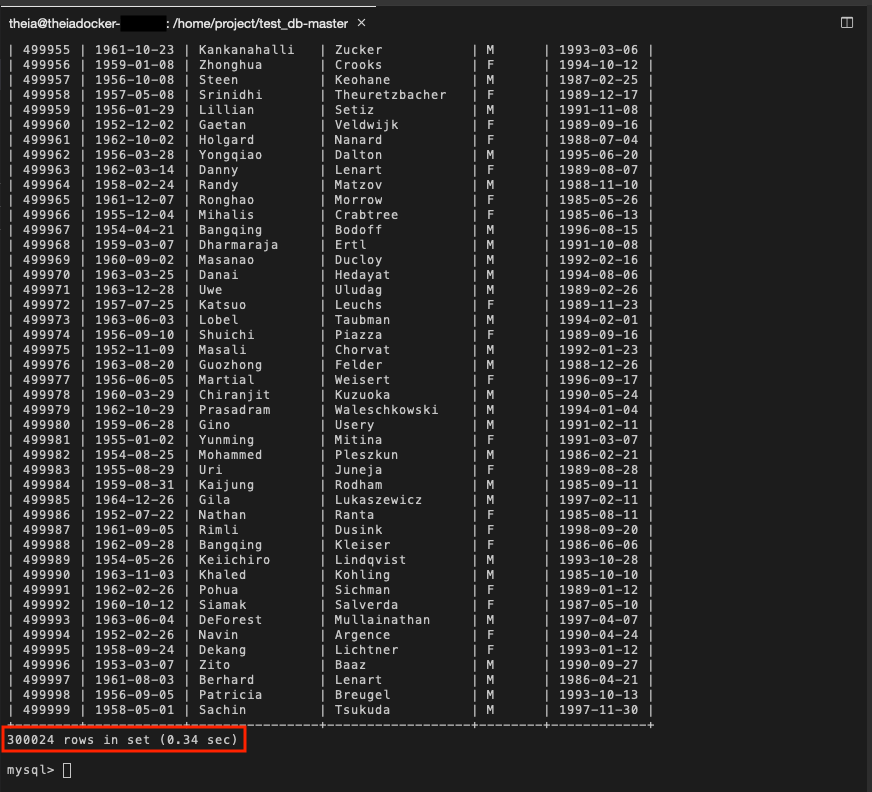 theia@theiadocker- : /home/project/test_db-master ×
| 499955 | 1961-10-23 | Kankanahalli | Zucker | M | 1993-03-06 |
| 499956 | 1959-01-08 | Zhonghua | Crooks | F | 1994-10-12 |
| 499957 | 1956-10-08 | Steen | Keohane | M | 1987-02-25 |
| 499958 | 1957-05-08 | Srinidhi | Theuretzbacher | F | 1989-12-17 |
| 499959 | 1956-01-29 | Lillian | Setiz | M | 1991-11-08 |
| 499960 | 1952-12-02 | Gaetan | Veldwijk | F | 1989-09-16 |
| 499961 | 1962-10-02 | Holgard | Nanard | F | 1988-07-04 |
| 499962 | 1956-03-28 | Yongqiao | Dalton | M | 1995-06-20 |
| 499963 | 1962-03-14 | Danny | Lenart | F | 1989-08-07 |
| 499964 | 1958-02-24 | Randy | Matzov | M | 1988-11-10 |
| 499965 | 1961-12-07 | Ronghao | Morrow | F | 1985-05-26 |
| 499966 | 1955-12-04 | Mihalis | Crabtree | F | 1985-06-13 |
| 499967 | 1954-04-21 | Bangqing | Bodoff | M | 1996-08-15 |
| 499968 | 1959-03-07 | Dharmaraja | Ertl | M | 1991-10-08 |
| 499969 | 1960-09-02 | Masanao | Ducloy | M | 1992-02-16 |
| 499970 | 1963-03-25 | Danai | Hedayat | M | 1994-08-06 |
| 499971 | 1963-12-28 | Uwe | Uludag | M | 1989-02-26 |
| 499972 | 1957-07-25 | Katsuo | Leuchs | F | 1989-11-23 |
| 499973 | 1963-06-03 | Lobel | Taubman | M | 1994-02-01 |
| 499974 | 1956-09-10 | Shuichi | Piazza | F | 1989-09-16 |
| 499975 | 1952-11-09 | Masali | Chorvat | M | 1992-01-23 |
| 499976 | 1963-08-20 | Guozhong | Felder | M | 1988-12-26 |
| 499977 | 1956-06-05 | Martial | Weisert | F | 1996-09-17 |
| 499978 | 1960-03-29 | Chiranjit | Kuzuoka | M | 1990-05-24 |
| 499979 | 1962-10-29 | Prasadram | Waleschkowski | M | 1994-01-04 |
| 499980 | 1959-06-28 | Gino | Usery | M | 1991-02-11 |
| 499981 | 1955-01-02 | Yunming | Mitina | F | 1991-03-07 |
| 499982 | 1954-08-25 | Mohammed | Pleszkun | M | 1986-02-21 |
| 499983 | 1955-08-29 | Uri | Juneja | F | 1989-08-28 |
| 499984 | 1959-08-31 | Kaijung | Rodham | M | 1985-09-11 |
| 499985 | 1964-12-26 | Gila | Lukaszewicz | M | 1997-02-11 |
| 499986 | 1952-07-22 | Nathan | Ranta | F | 1985-08-11 |
| 499987 | 1961-09-05 | Rimli | Dusink | F | 1998-09-20 |
| 499988 | 1962-09-28 | Bangqing | Kleiser | F | 1986-06-06 |
| 499989 | 1954-05-26 | Keiichiro | Lindqvist | M | 1993-10-28 |
| 499990 | 1963-11-03 | Khaled | Kohling | M | 1985-10-10 |
| 499991 | 1962-02-26 | Pohua | Sichman | F | 1989-01-12 |
| 499992 | 1960-10-12 | Siamak | Salverda | F | 1987-05-10 |
| 499993 | 1963-06-04 | DeForest | Mullainathan | M | 1997-04-07 |
| 499994 | 1952-02-26 | Navin | Argence | F | 1990-04-24 |
| 499995 | 1958-09-24 | Dekang | Lichtner | F | 1993-01-12 |
| 499996 | 1953-03-07 | Zito | Baaz | M | 1990-09-27 |
| 499997 | 1961-08-03 | Berhard | Lenart | M | 1986-04-21 |
| 499998 | 1956-09-05 | Patricia | Breugel | M | 1993-10-13 |
| 499999 | 1958-05-01 | Sachin | Tsukuda | M | 1997-11-30 |
+--------+------------+----------------+------------------+--------+------------+
300024 rows in set (0.34 sec)
mysql>